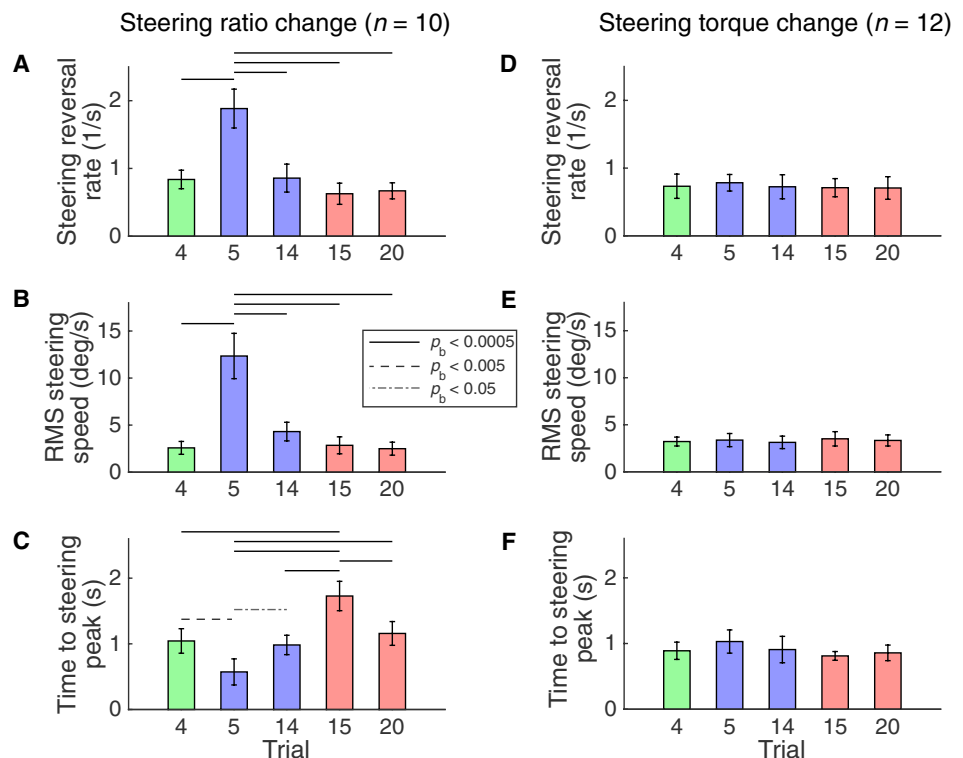 Steering ratio change (n = 10)
Steering torque change (n = 12)
A
Steering reversal
rate (1/s)
2
1
0
4 5 14 15 20
D
Steering reversal
rate (1/s)
2
1
0
4 5 14 15 20
B
RMS steering
speed (deg/s)
15
10
5
0
4 5 14 15 20
p_b < 0.0005
p_b < 0.005
p_b < 0.05
E
RMS steering
speed (deg/s)
15
10
5
0
4 5 14 15 20
C
Time to steering
peak (s)
2
1
0
4 5 14 15 20
Trial
F
Time to steering
peak (s)
2
1
0
4 5 14 15 20
Trial